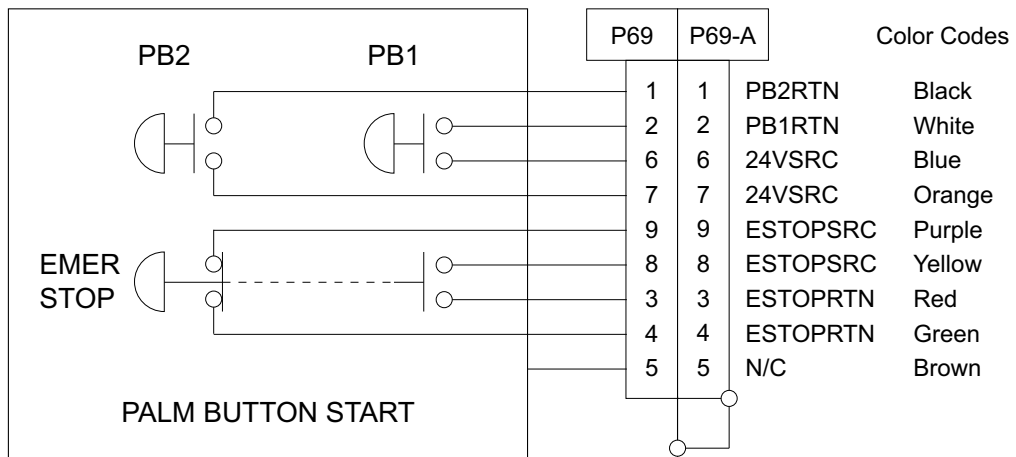 P69 P69-A Color Codes
PB2 PB1
1 1 PB2RTN Black
2 2 PB1RTN White
6 6 24VSRC Blue
7 7 24VSRC Orange
9 9 ESTOPSRC Purple
EMER
STOP
8 8 ESTOPSRC Yellow
3 3 ESTOPRTN Red
4 4 ESTOPRTN Green
5 5 N/C Brown
PALM BUTTON START